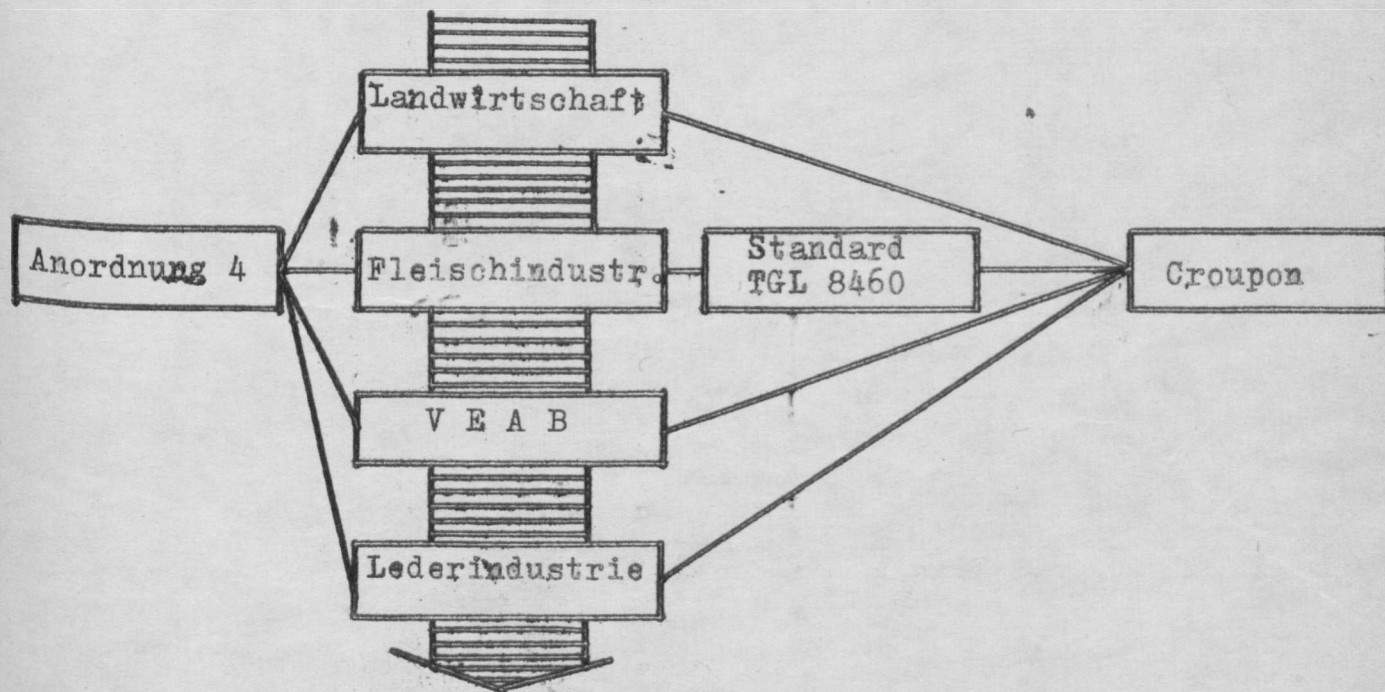 Landwirtschaft
Anordnung 4
Fleischindustr.
Standard
TGL 8460
Croupon
V E A B
Lederindustrie